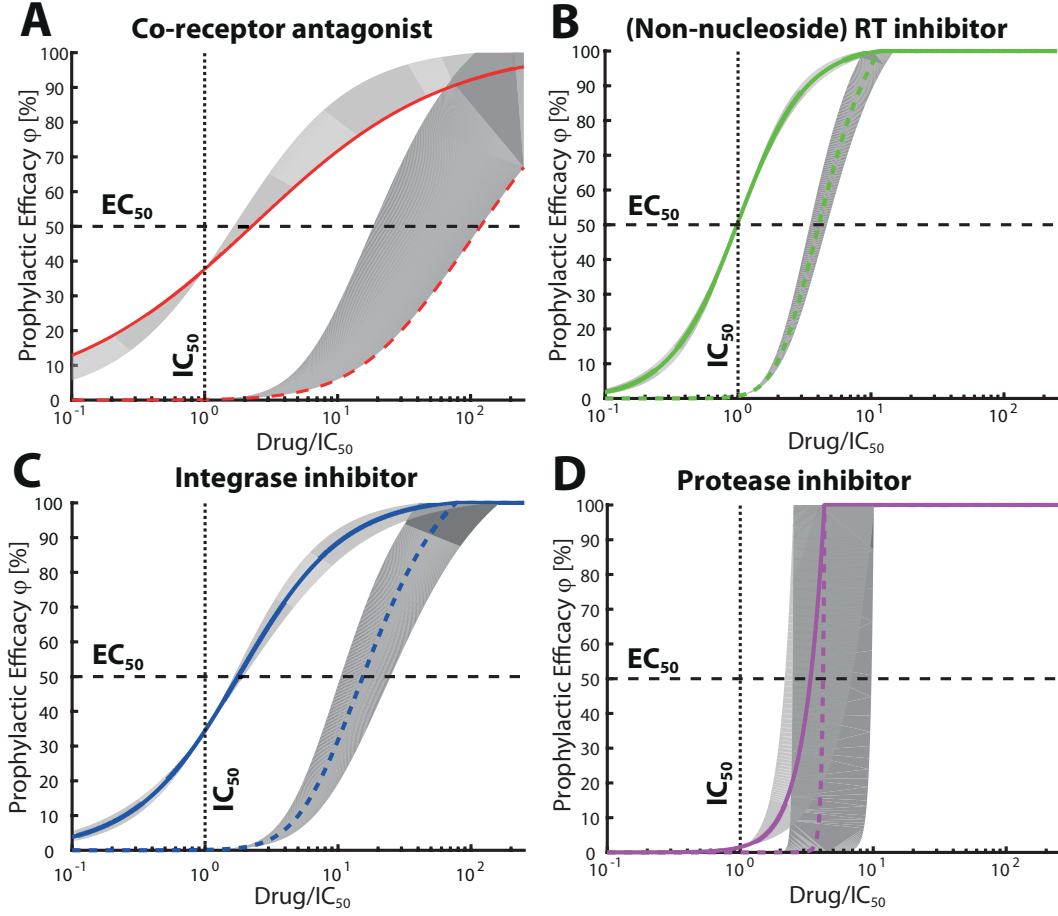 A
Co-receptor antagonist
Prophylactic Efficacy φ [%]
100
90
80
70
60
50
40
30
20
10
0
EC₅₀
IC₅₀
10⁻¹ 10⁰ 10¹ 10²
Drug/IC₅₀
B
(Non-nucleoside) RT inhibitor
Prophylactic Efficacy φ [%]
100
90
80
70
60
50
40
30
20
10
0
EC₅₀
IC₅₀
10⁻¹ 10⁰ 10¹ 10²
Drug/IC₅₀
C
Integrase inhibitor
Prophylactic Efficacy φ [%]
100
90
80
70
60
50
40
30
20
10
0
EC₅₀
IC₅₀
10⁻¹ 10⁰ 10¹ 10²
Drug/IC₅₀
D
Protease inhibitor
Prophylactic Efficacy φ [%]
100
90
80
70
60
50
40
30
20
10
0
EC₅₀
IC₅₀
10⁻¹ 10⁰ 10¹ 10²
Drug/IC₅₀